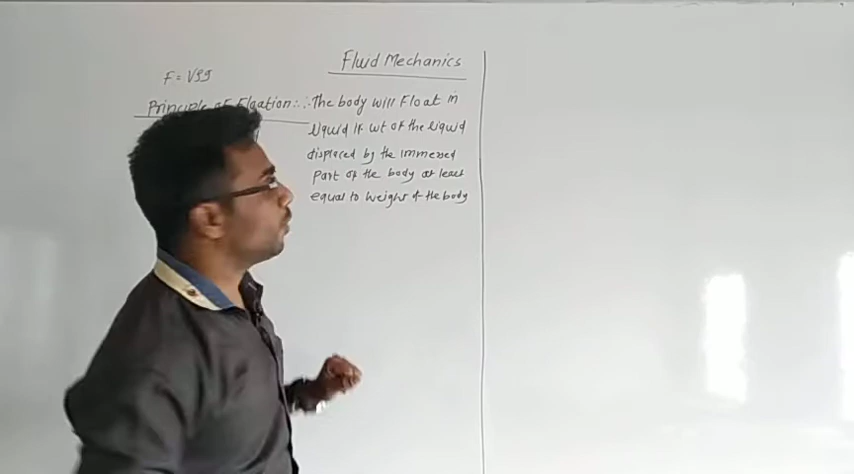 Fluid Mechanics
F = Vρg
Principle of Floation:∴ The body will Float in
liquid if wt of the liquid
displaced by the immersed
part of the body at least
equal to weight of the body